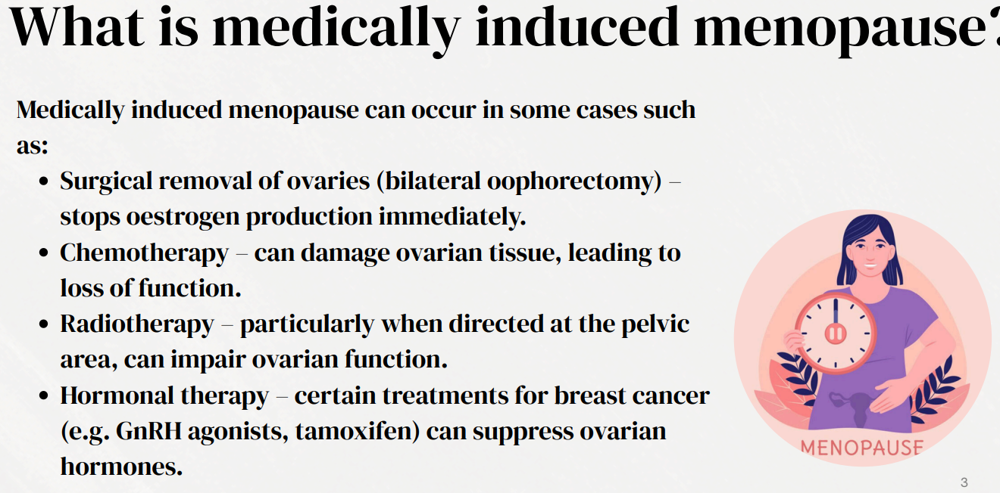 What is medically induced menopause?
Medically induced menopause can occur in some cases such
as:
• Surgical removal of ovaries (bilateral oophorectomy) –
stops oestrogen production immediately.
• Chemotherapy – can damage ovarian tissue, leading to
loss of function.
• Radiotherapy – particularly when directed at the pelvic
area, can impair ovarian function.
• Hormonal therapy – certain treatments for breast cancer
(e.g. GnRH agonists, tamoxifen) can suppress ovarian
hormones.
MENOPAUSE
3